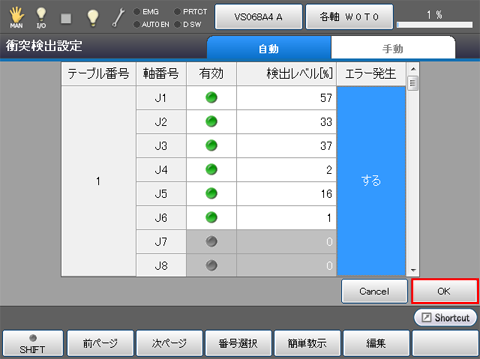 MAN
I/O
EMG
PRTCT
AUTO EN
D SW
VS068A4 A
各軸 W0T0
1 %
衝突検出設定
自動
手動
テーブル番号 軸番号 有効 検出レベル[%] エラー発生
J1 57
J2 33
J3 37
J4 2
1 する
J5 16
J6 1
J7 0
J8 0
Cancel
OK
Shortcut
SHIFT
前ページ
次ページ
番号選択
簡単教示
編集